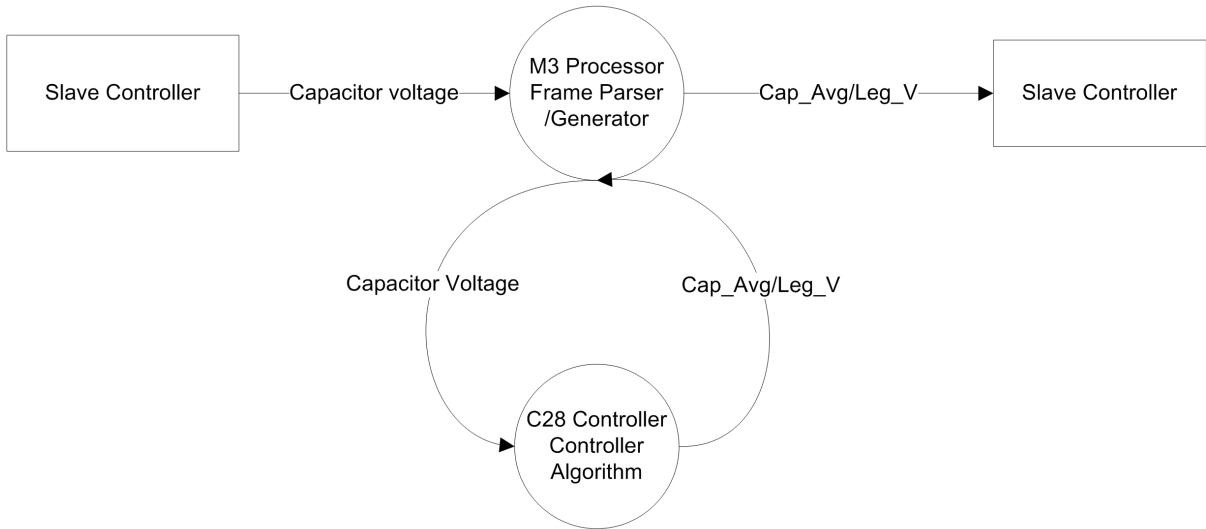 Slave Controller
Capacitor voltage
M3 Processor
Frame Parser
/Generator
Cap_Avg/Leg_V
Slave Controller
Capacitor Voltage
Cap_Avg/Leg_V
C28 Controller
Controller
Algorithm